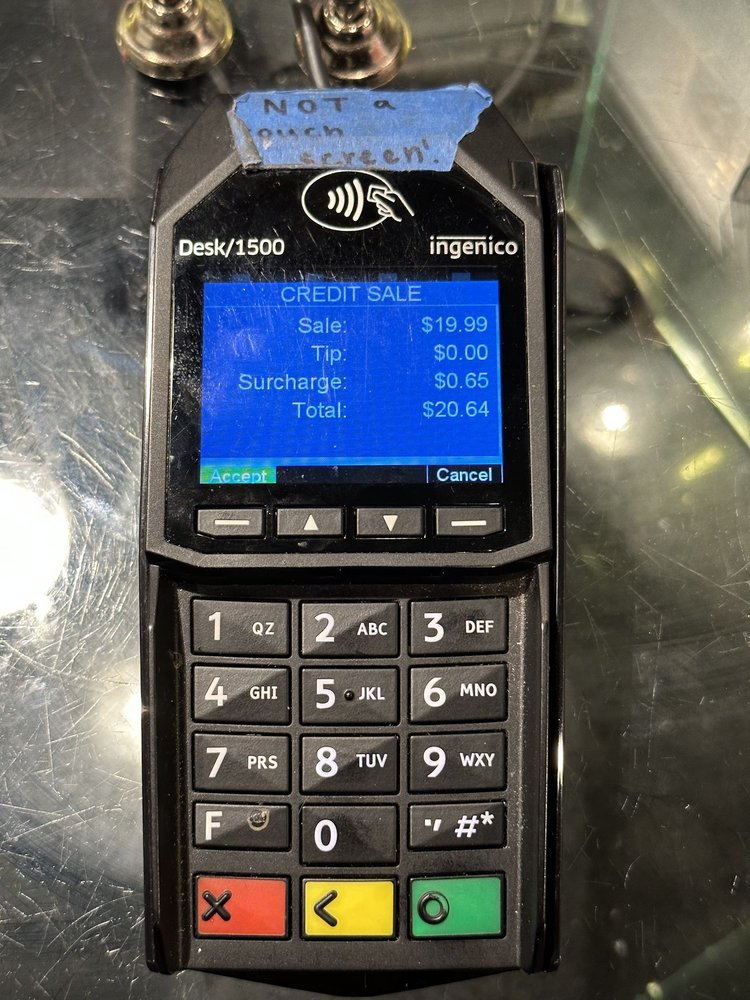 NOT a
touch
screen!
Desk/1500 ingenico
CREDIT SALE
Sale: $19.99
Tip: $0.00
Surcharge: $0.65
Total: $20.64
Accept Cancel
1 QZ 2 ABC 3 DEF
4 GHI 5 JKL 6 MNO
7 PRS 8 TUV 9 WXY
F 0 .,' #*
X < O